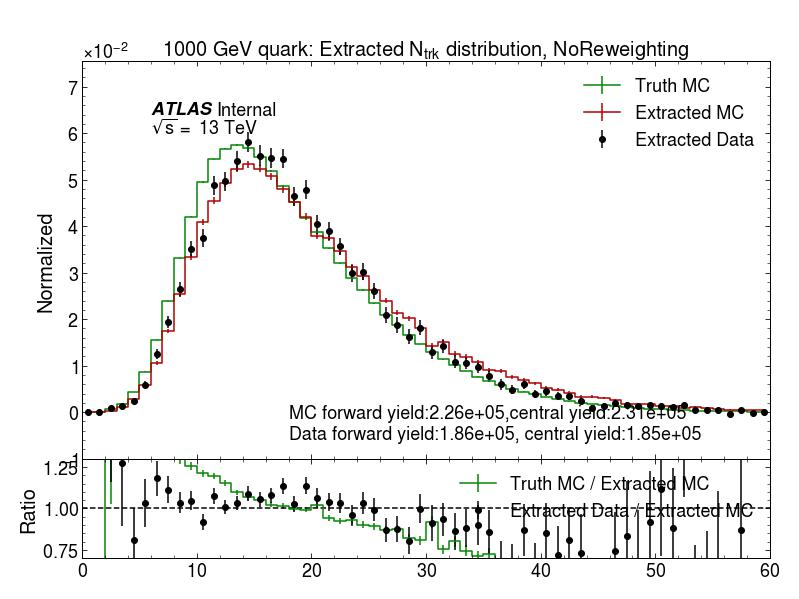 ×10⁻²
1000 GeV quark: Extracted N_trk distribution, NoReweighting
7
6
5
4
3
2
1
0
1
Normalized
ATLAS Internal
√s = 13 TeV
Truth MC
Extracted MC
Extracted Data
MC forward yield:2.26e+05,central yield:2.31e+05
Data forward yield:1.86e+05, central yield:1.85e+05
1.25
1.00
0.75
Ratio
Truth MC / Extracted MC
Extracted Data / Extracted MC
0
10
20
30
40
50
60